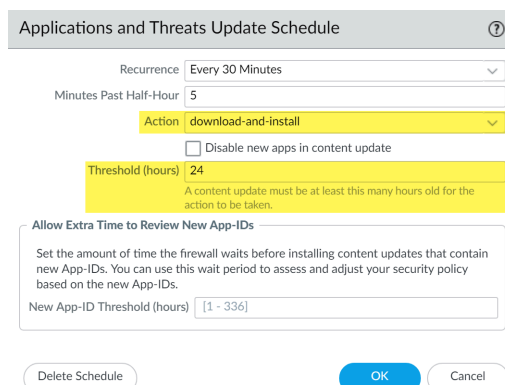 Applications and Threats Update Schedule ?
Recurrence Every 30 Minutes
Minutes Past Half-Hour 5
Action download-and-install
Disable new apps in content update
Threshold (hours) 24
A content update must be at least this many hours old for the
action to be taken.
Allow Extra Time to Review New App-IDs
Set the amount of time the firewall waits before installing content updates that contain
new App-IDs. You can use this wait period to assess and adjust your security policy
based on the new App-IDs.
New App-ID Threshold (hours) [1 - 336]
Delete Schedule OK Cancel